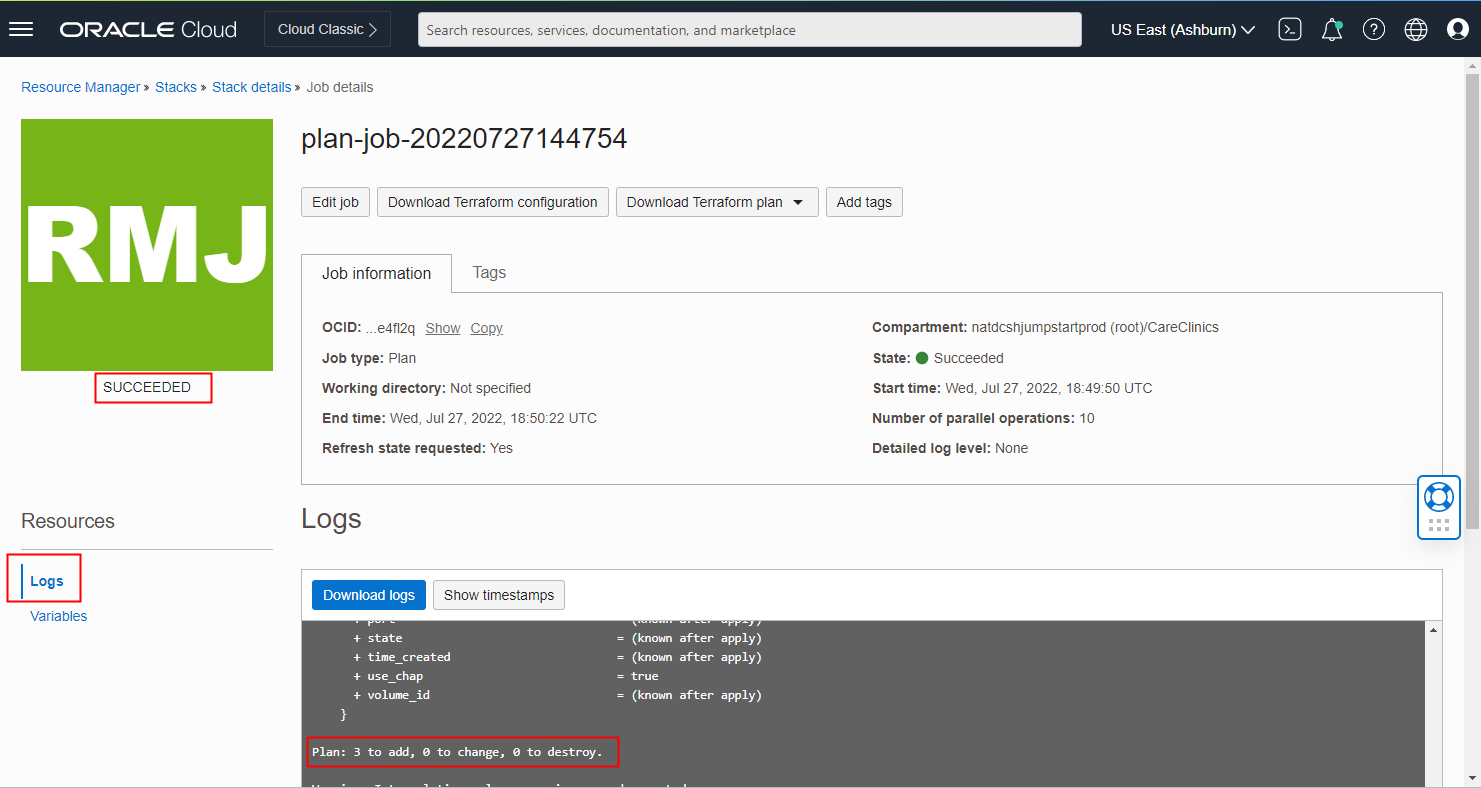 ORACLE Cloud
Cloud Classic
Search resources, services, documentation, and marketplace
US East (Ashburn)
Resource Manager » Stacks » Stack details » Job details
RMJ
SUCCEEDED
plan-job-20220727144754
Edit job
Download Terraform configuration
Download Terraform plan
Add tags
Job information
Tags
OCID: ...e4fl2q Show Copy
Job type: Plan
Working directory: Not specified
End time: Wed, Jul 27, 2022, 18:50:22 UTC
Refresh state requested: Yes
Compartment: natdcshjumpstartprod (root)/CareClinics
State: Succeeded
Start time: Wed, Jul 27, 2022, 18:49:50 UTC
Number of parallel operations: 10
Detailed log level: None
Resources
Logs
Variables
Logs
Download logs
Show timestamps
+ port = (known after apply)
+ state = (known after apply)
+ time_created = (known after apply)
+ use_chap = true
+ volume_id = (known after apply)
}
Plan: 3 to add, 0 to change, 0 to destroy.